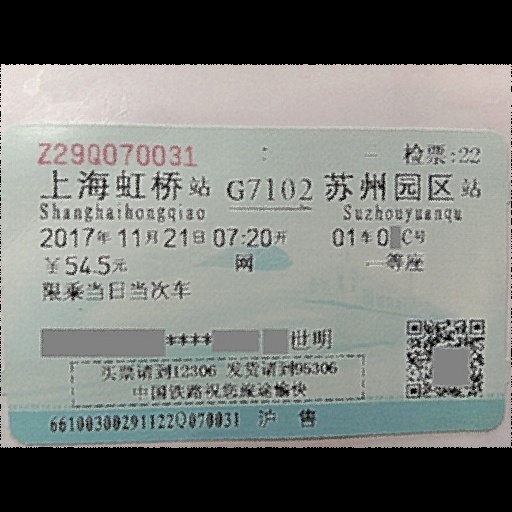 Z29Q070031 检票:22
上海虹桥站 G7102 苏州园区站
Shanghaihongqiao Suzhouyuanqu
2017年11月21日07:20开 01车0 C号
￥54.5元 网 一等座
限乘当日当次车
**** 世明
买票请到12306 发货请到95306
中国铁路祝您旅途愉快
66100300291122Q070031 沪售